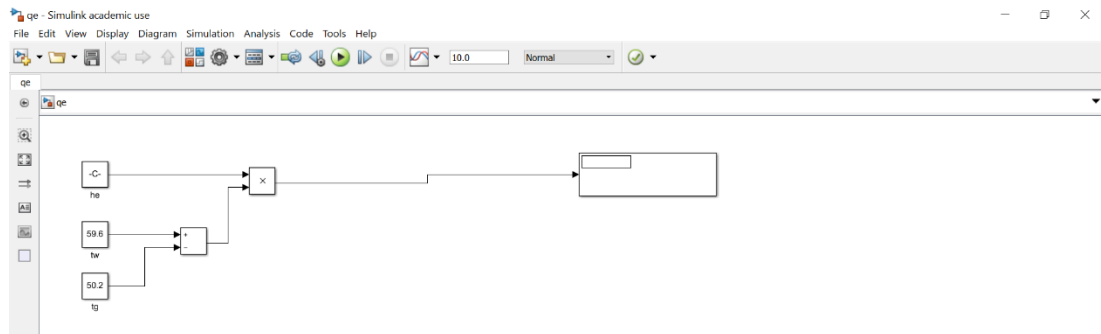 qe - Simulink academic use
File Edit View Display Diagram Simulation Analysis Code Tools Help
10.0 Normal
qe
qe
-C-
he
×
59.6
tw
+
−
50.2
tg